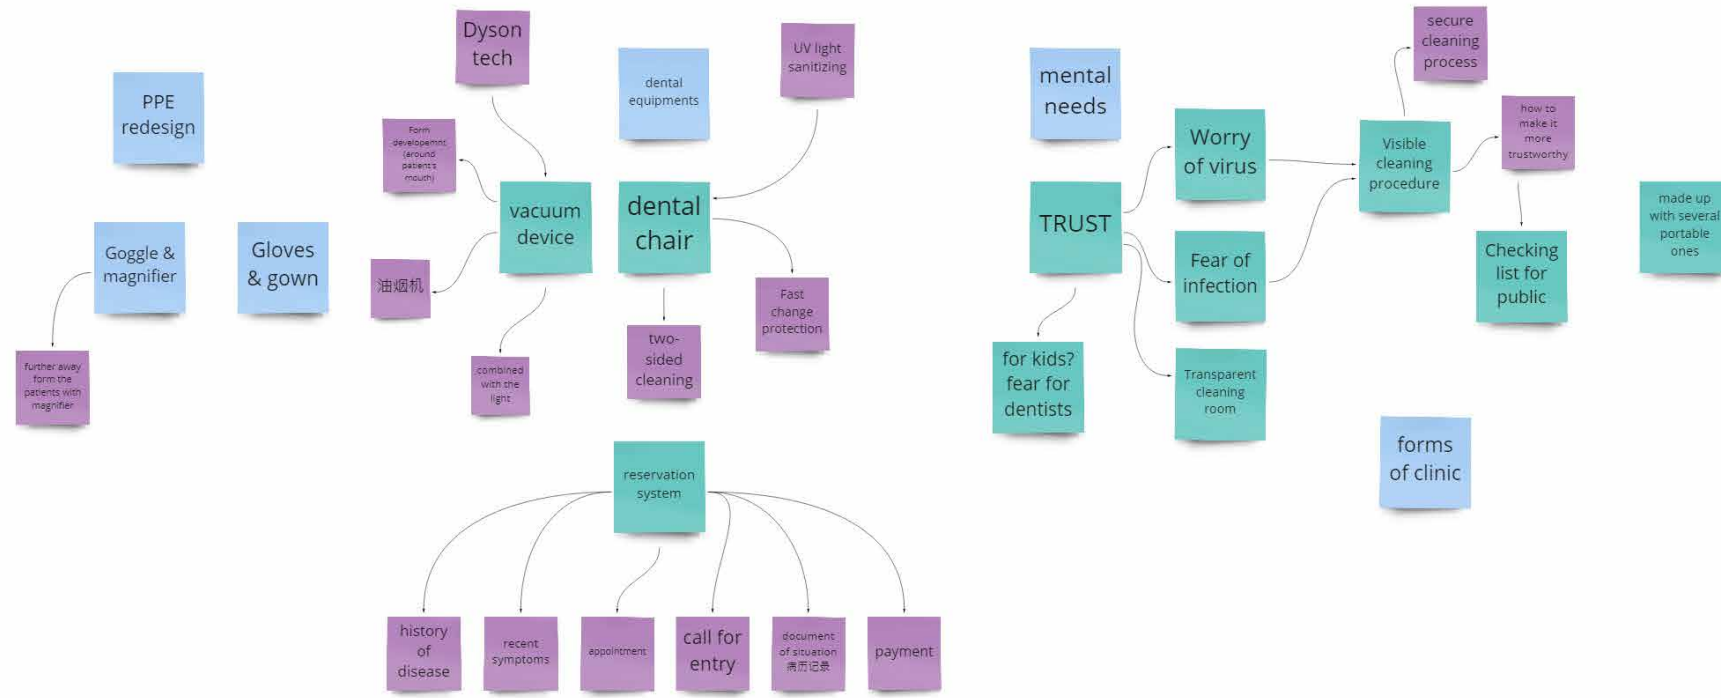 PPE
redesign
Goggle &
magnifier
Gloves
& gown
further away
form the
patients with
magnifier
Dyson
tech
Form
developemnt
(around
patient's
mouth)
油烟机
vacuum
device
combined
with the
light
dental
equipments
UV light
sanitizing
dental
chair
two-
sided
cleaning
Fast
change
protection
reservation
system
history
of
disease
recent
symptoms
appointment
call for
entry
document
of situation
病历记录
payment
mental
needs
TRUST
for kids?
fear for
dentists
Worry
of virus
Fear of
infection
Transparent
cleaning
room
Visible
cleaning
procedure
secure
cleaning
process
how to
make it
more
trustworthy
Checking
list for
public
forms
of clinic
made up
with several
portable
ones